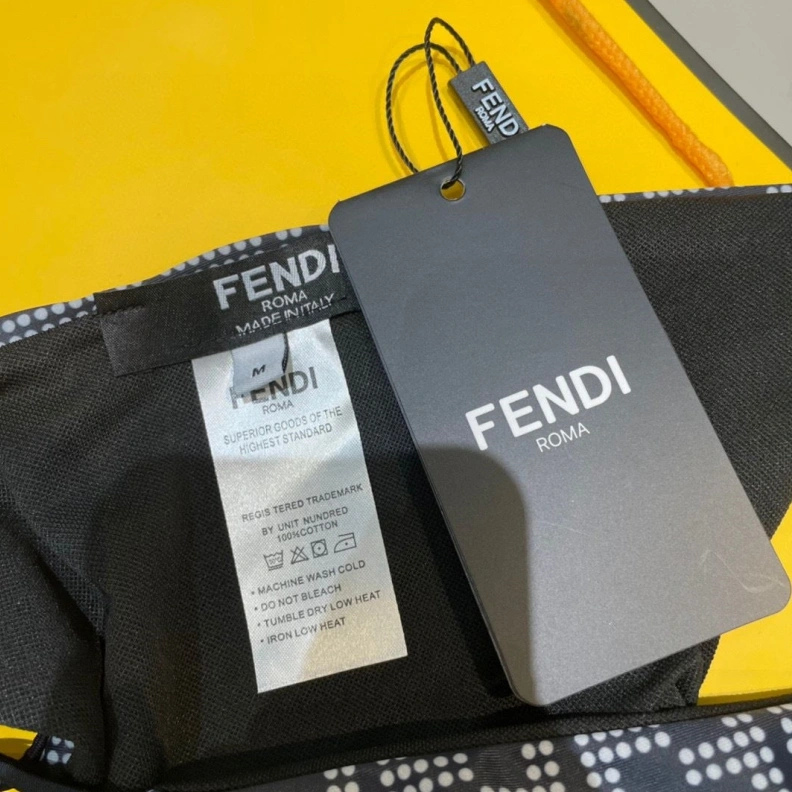 FEND
ROMA
FENDI
ROMA
MADE IN ITALY
M
FENDI
ROMA
SUPERIOR GOODS OF THE
HIGHEST STANDARD
REGIS TERED TRADEMARK
BY UNIT NUNDRED
100%COTTON
• MACHINE WASH COLD
• DO NOT BLEACH
• TUMBLE DRY LOW HEAT
• IRON LOW HEAT
FENDI
ROMA